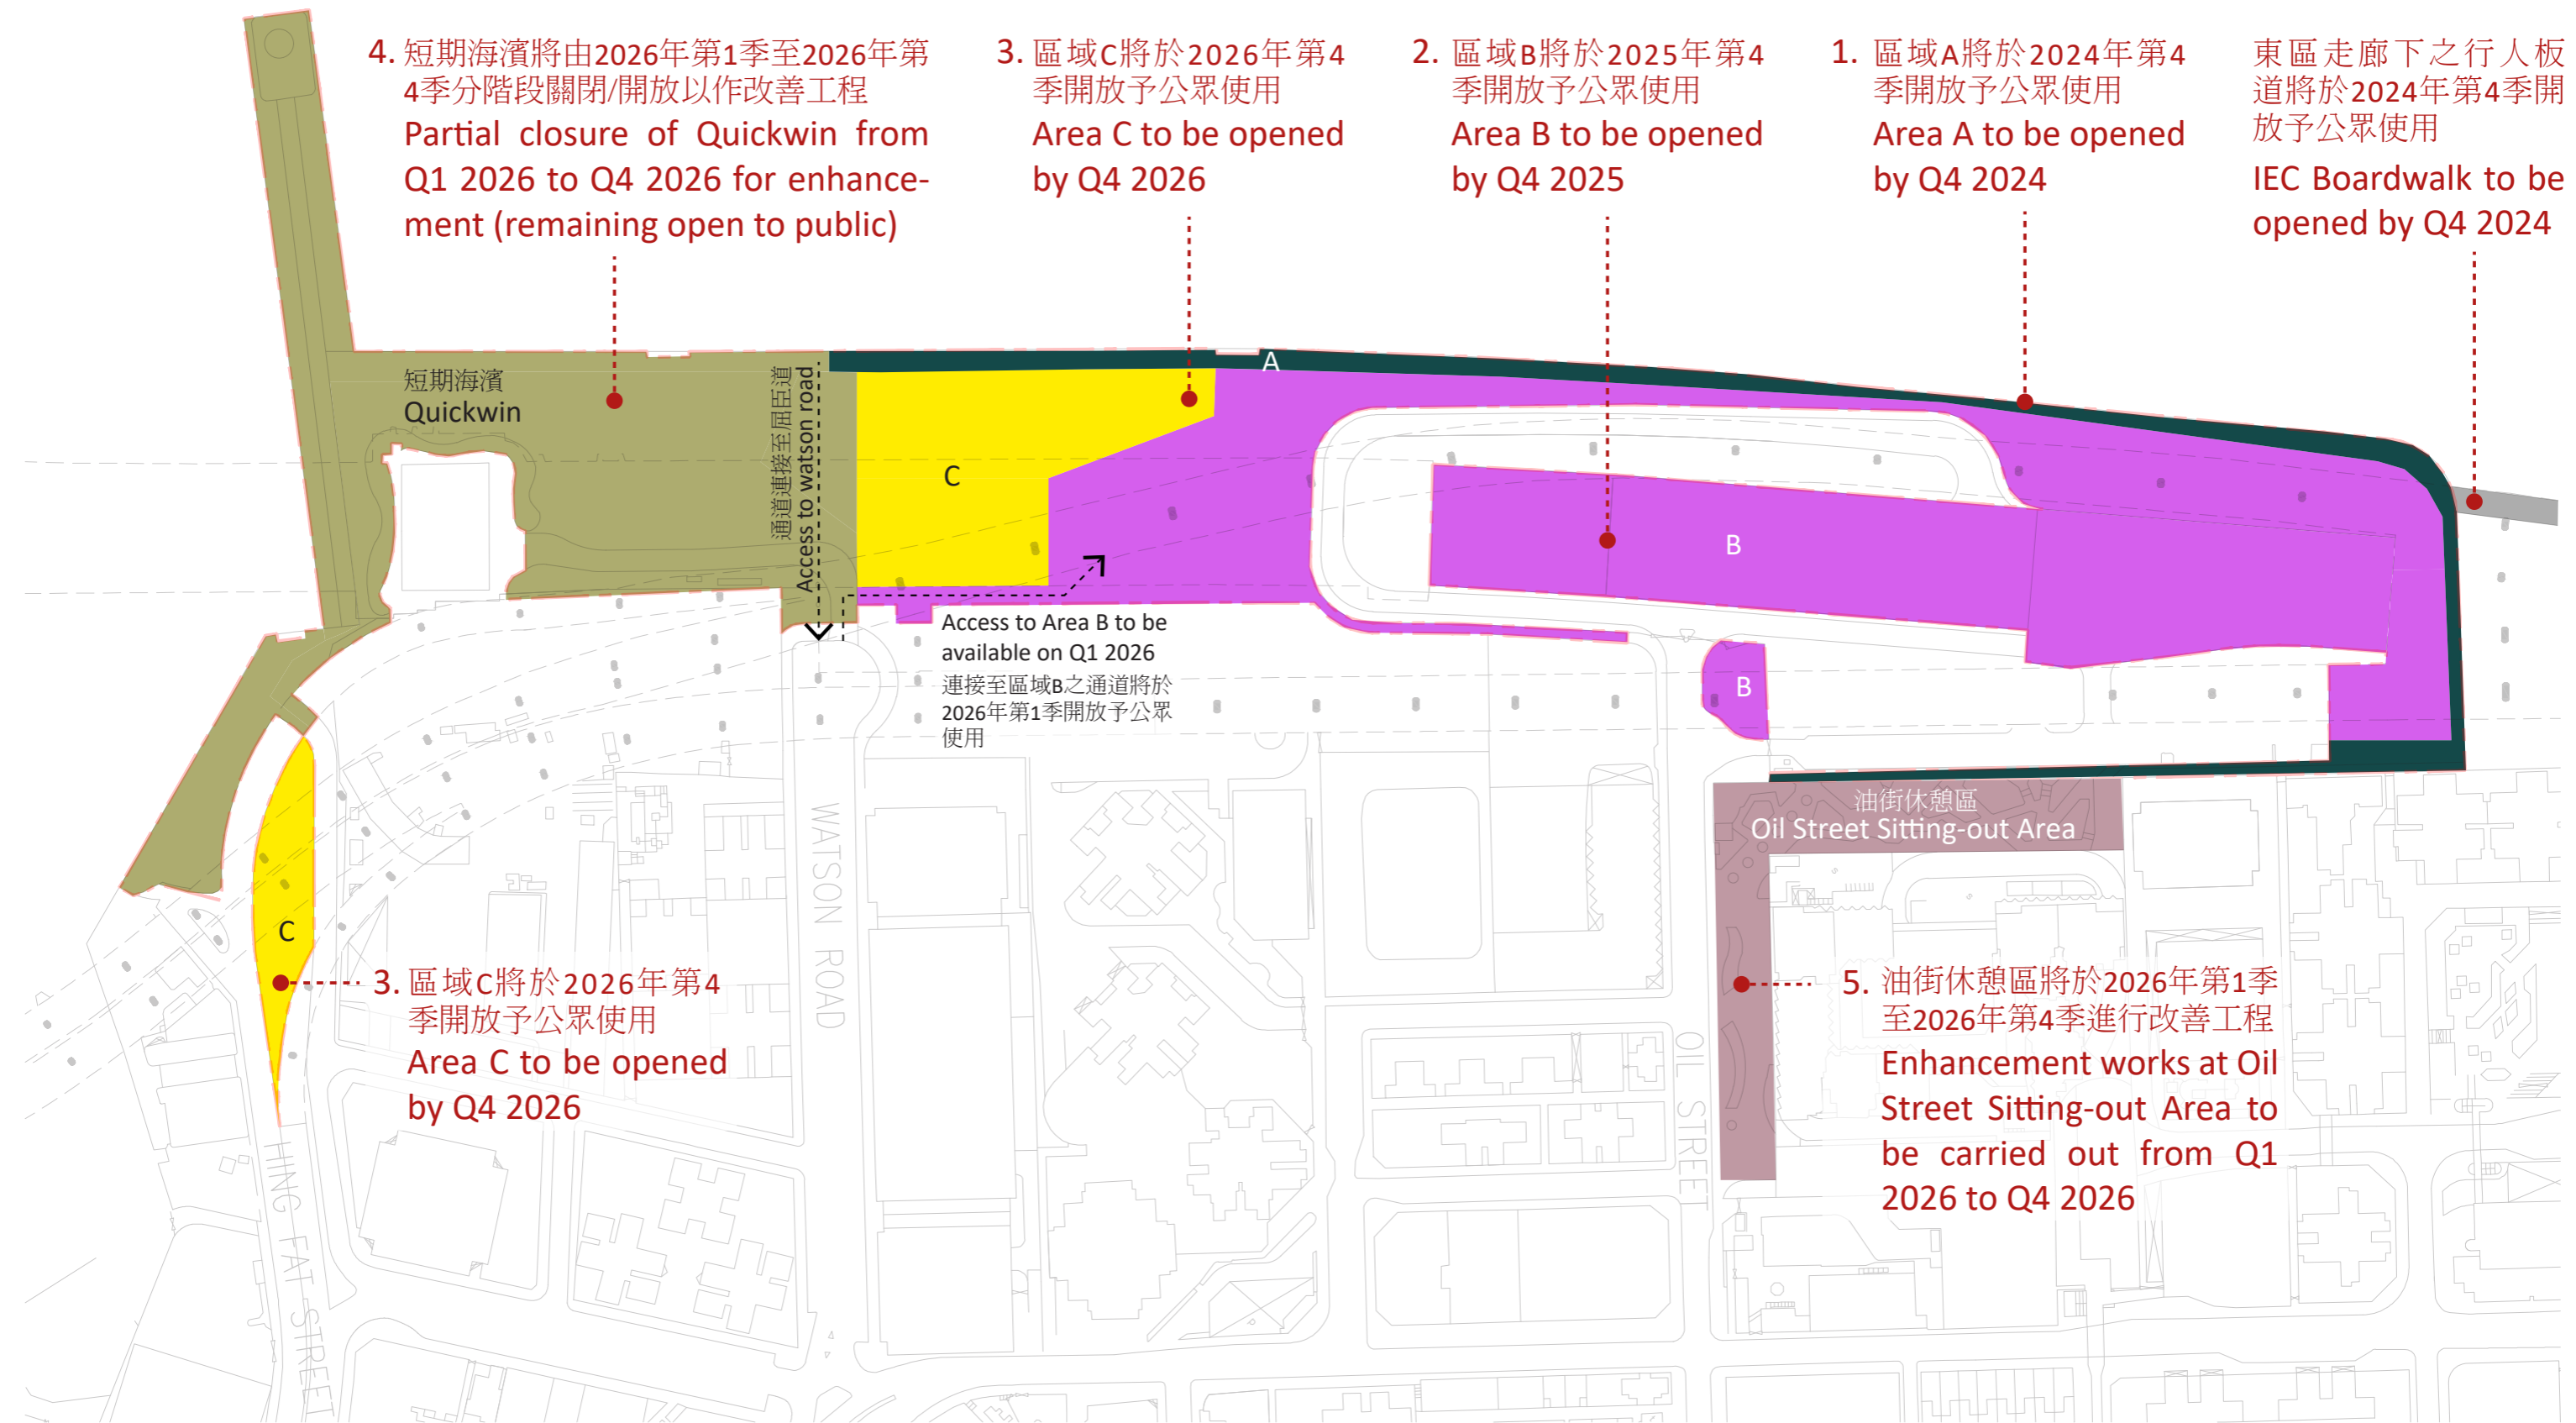 4. 短期海濱將由2026年第1季至2026年第
4季分階段關閉/開放以作改善工程
Partial closure of Quickwin from
Q1 2026 to Q4 2026 for enhance-
ment (remaining open to public)
3. 區域C將於2026年第4
季開放予公眾使用
Area C to be opened
by Q4 2026
2. 區域B將於2025年第4
季開放予公眾使用
Area B to be opened
by Q4 2025
1. 區域A將於2024年第4
季開放予公眾使用
Area A to be opened
by Q4 2024
東區走廊下之行人板
道將於2024年第4季開
放予公眾使用
IEC Boardwalk to be
opened by Q4 2024
短期海濱
Quickwin
通道連接至屈臣道
Access to watson road
A
C
B
B
Access to Area B to be
available on Q1 2026
連接至區域B之通道將於
2026年第1季開放予公眾
使用
油街休憩區
Oil Street Sitting-out Area
C
3. 區域C將於2026年第4
季開放予公眾使用
Area C to be opened
by Q4 2026
5. 油街休憩區將於2026年第1季
至2026年第4季進行改善工程
Enhancement works at Oil
Street Sitting-out Area to
be carried out from Q1
2026 to Q4 2026
WATSON ROAD
OIL STREET
HING FAT STREET